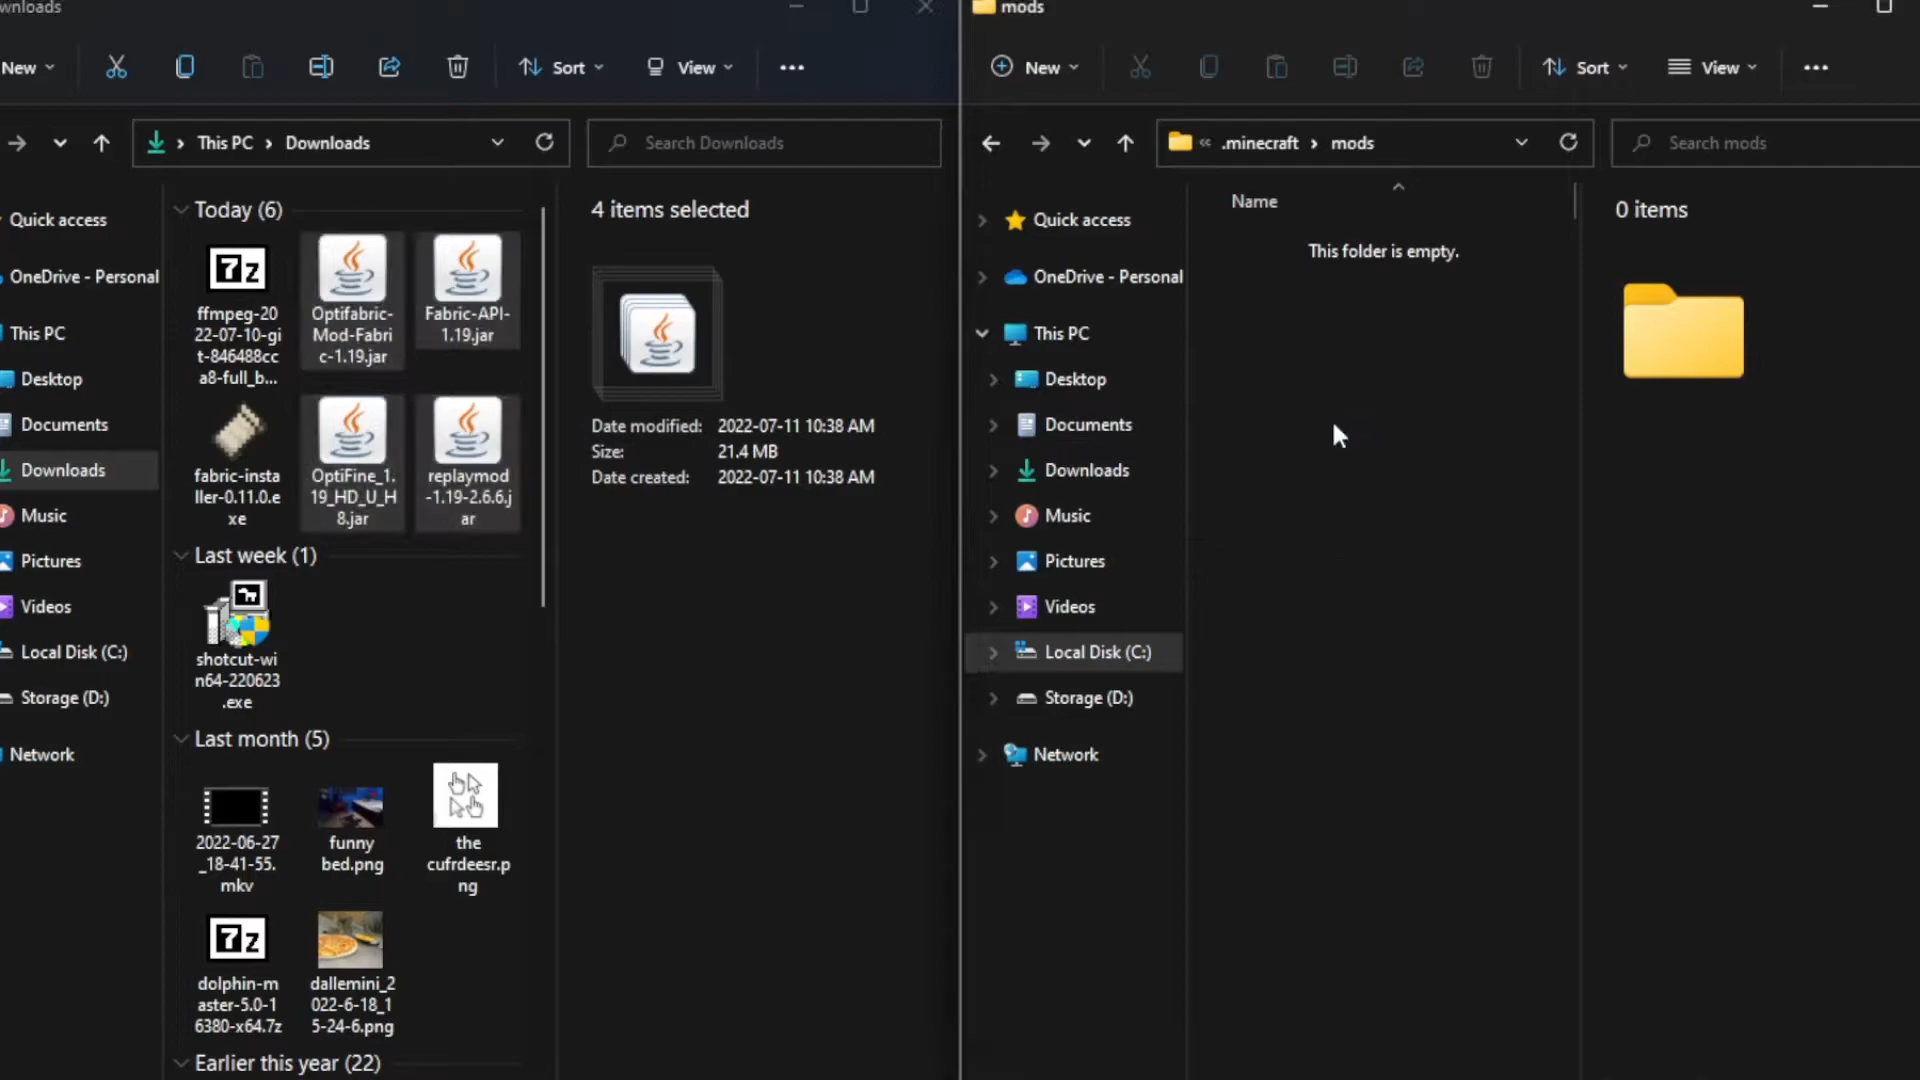 wnloads
New
Sort
View
This PC
Downloads
Search Downloads
Quick access
OneDrive - Personal
This PC
Desktop
Documents
Downloads
Music
Pictures
Videos
Local Disk (C:)
Storage (D:)
Network
Today (6)
7z
ffmpeg-20
22-07-10-gi
t-846488cc
a8-full_b...
Optifabric-
Mod-Fabri
c-1.19.jar
Fabric-API-
1.19.jar
fabric-insta
ller-0.11.0.e
xe
OptiFine_1.
19_HD_U_H
8.jar
replaymod
-1.19-2.6.6.j
ar
Last week (1)
shotcut-wi
n64-220623
.exe
Last month (5)
2022-06-27
_18-41-55.
mkv
funny
bed.png
the
cufrdeesr.p
ng
7z
dolphin-m
aster-5.0-1
6380-x64.7z
dallemini_2
022-6-18_1
5-24-6.png
Earlier this year (22)
4 items selected
Date modified: 2022-07-11 10:38 AM
Size: 21.4 MB
Date created: 2022-07-11 10:38 AM
mods
New
Sort
View
.minecraft
mods
Search mods
Quick access
OneDrive - Personal
This PC
Desktop
Documents
Downloads
Music
Pictures
Videos
Local Disk (C:)
Storage (D:)
Network
Name
This folder is empty.
0 items